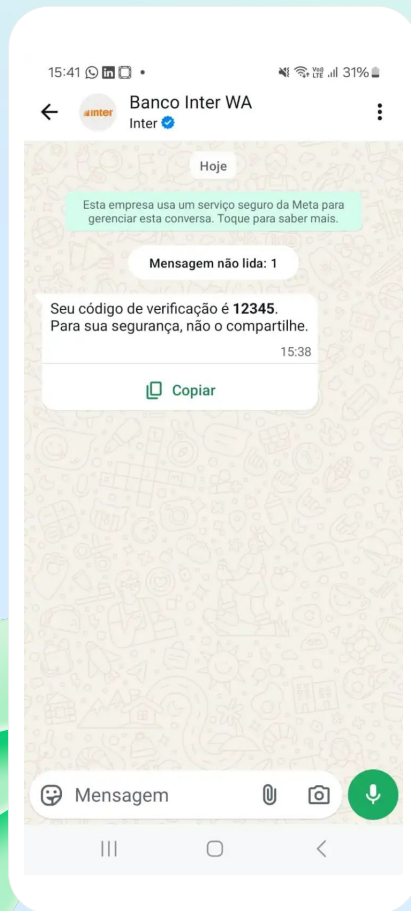 15:41
VoD LTE 31%
inter
Banco Inter WA
Inter
Hoje
Esta empresa usa um serviço seguro da Meta para
gerenciar esta conversa. Toque para saber mais.
Mensagem não lida: 1
Seu código de verificação é 12345.
Para sua segurança, não o compartilhe.
15:38
Copiar
Mensagem